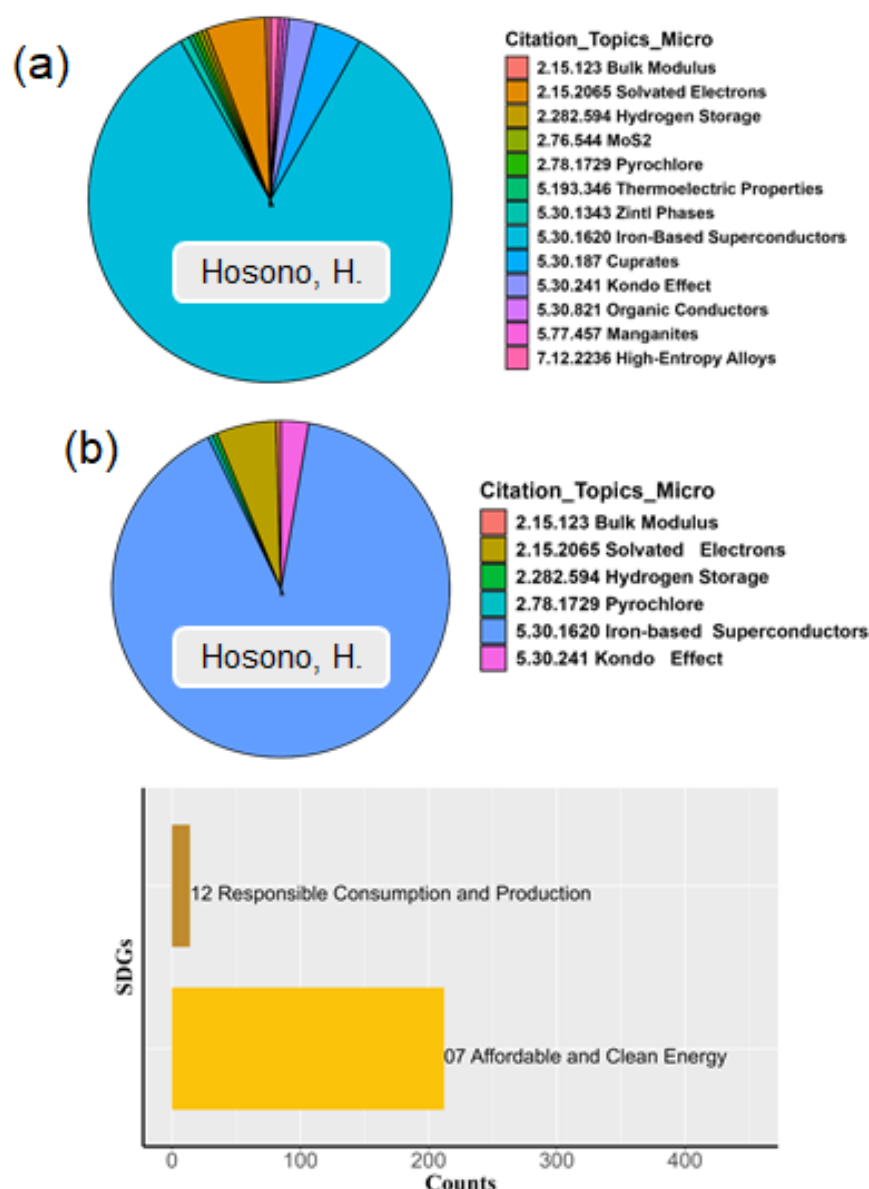 (a)
Hosono, H.
Citation_Topics_Micro
2.15.123 Bulk Modulus
2.15.2065 Solvated Electrons
2.282.594 Hydrogen Storage
2.76.544 MoS2
2.78.1729 Pyrochlore
5.193.346 Thermoelectric Properties
5.30.1343 Zintl Phases
5.30.1620 Iron-Based Superconductors
5.30.187 Cuprates
5.30.241 Kondo Effect
5.30.821 Organic Conductors
5.77.457 Manganites
7.12.2236 High-Entropy Alloys
(b)
Hosono, H.
Citation_Topics_Micro
2.15.123 Bulk Modulus
2.15.2065 Solvated Electrons
2.282.594 Hydrogen Storage
2.78.1729 Pyrochlore
5.30.1620 Iron-based Superconductors
5.30.241 Kondo Effect
SDGs
12 Responsible Consumption and Production
07 Affordable and Clean Energy
0 100 200 300 400
Counts